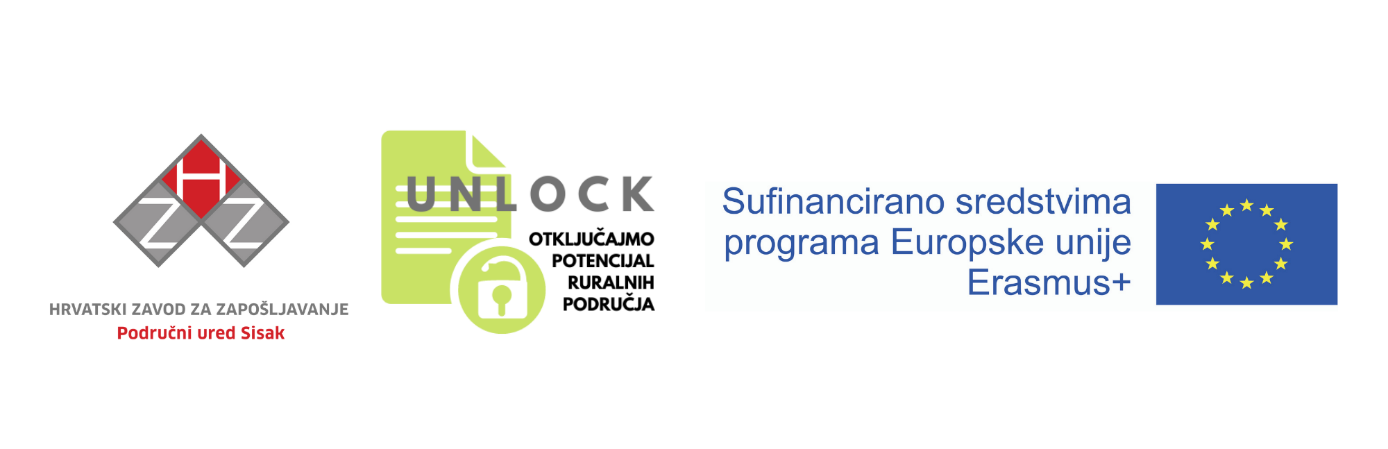 HZZ
HRVATSKI ZAVOD ZA ZAPOŠLJAVANJE
Područni ured Sisak
UNLOCK
OTKLJUČAJMO
POTENCIJAL
RURALNIH
PODRUČJA
Sufinancirano sredstvima
programa Europske unije
Erasmus+